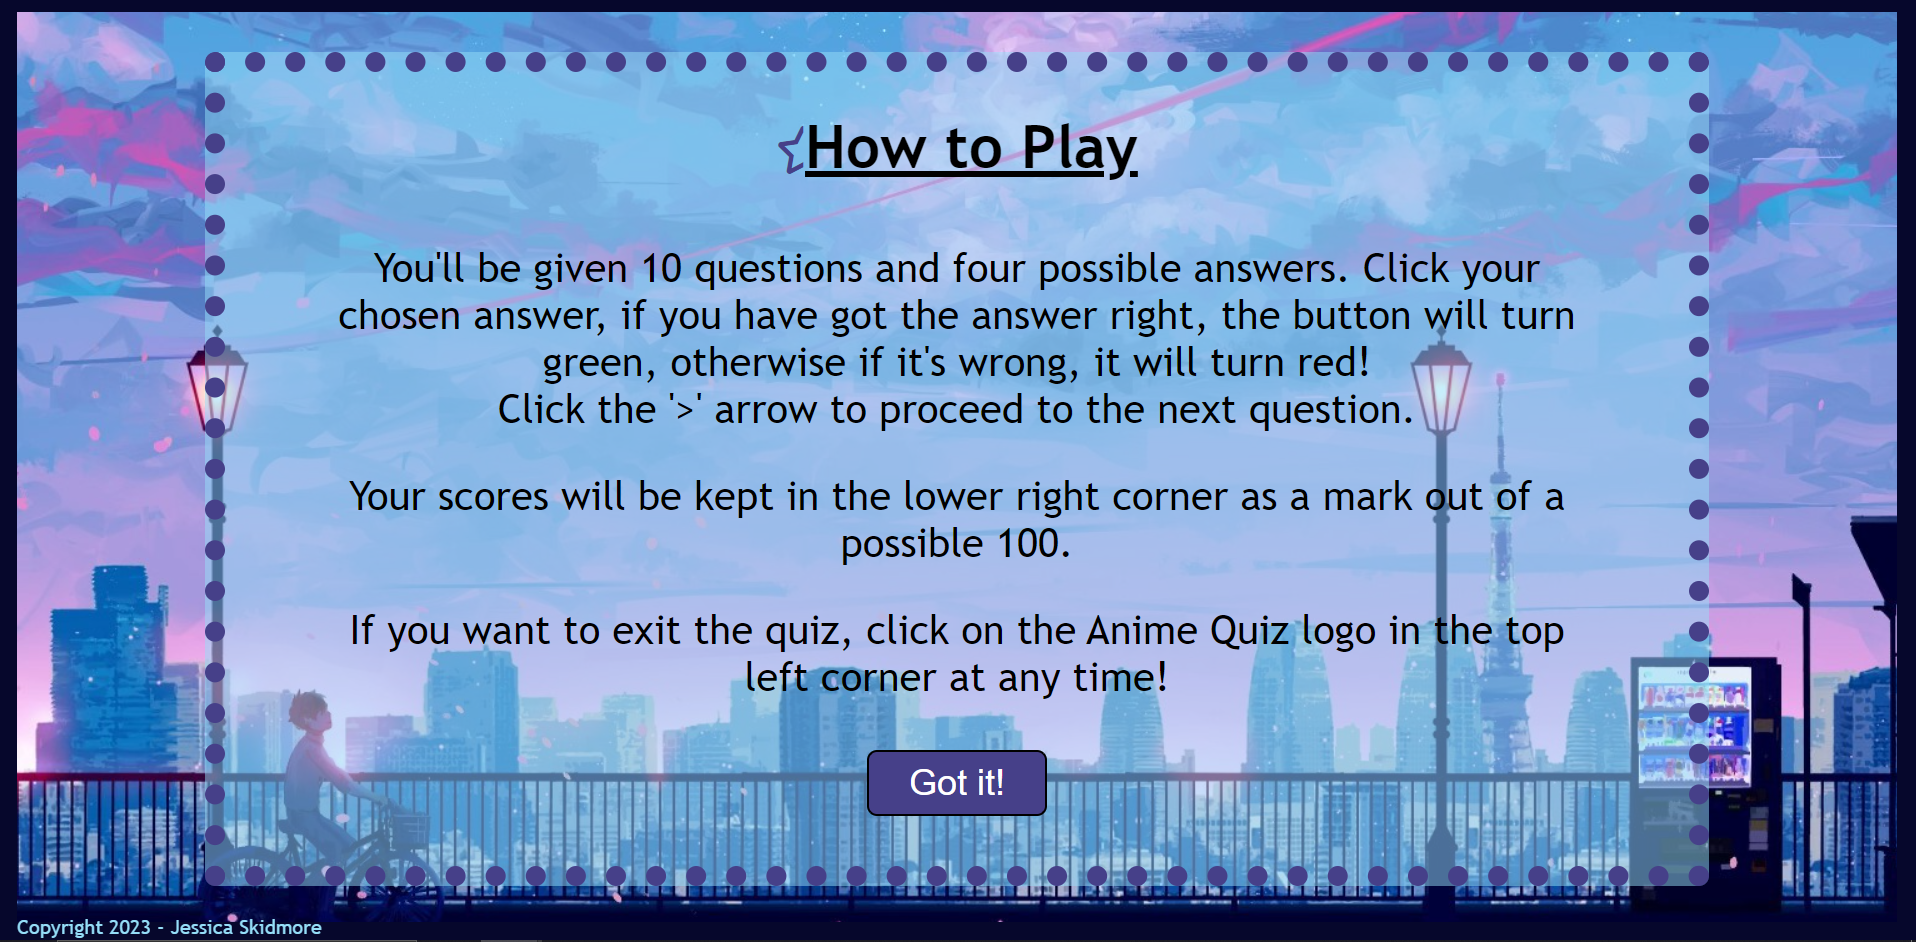 How to Play
You'll be given 10 questions and four possible answers. Click your
chosen answer, if you have got the answer right, the button will turn
green, otherwise if it's wrong, it will turn red!
Click the '>' arrow to proceed to the next question.
Your scores will be kept in the lower right corner as a mark out of a
possible 100.
If you want to exit the quiz, click on the Anime Quiz logo in the top
left corner at any time!
Got it!
Copyright 2023 - Jessica Skidmore